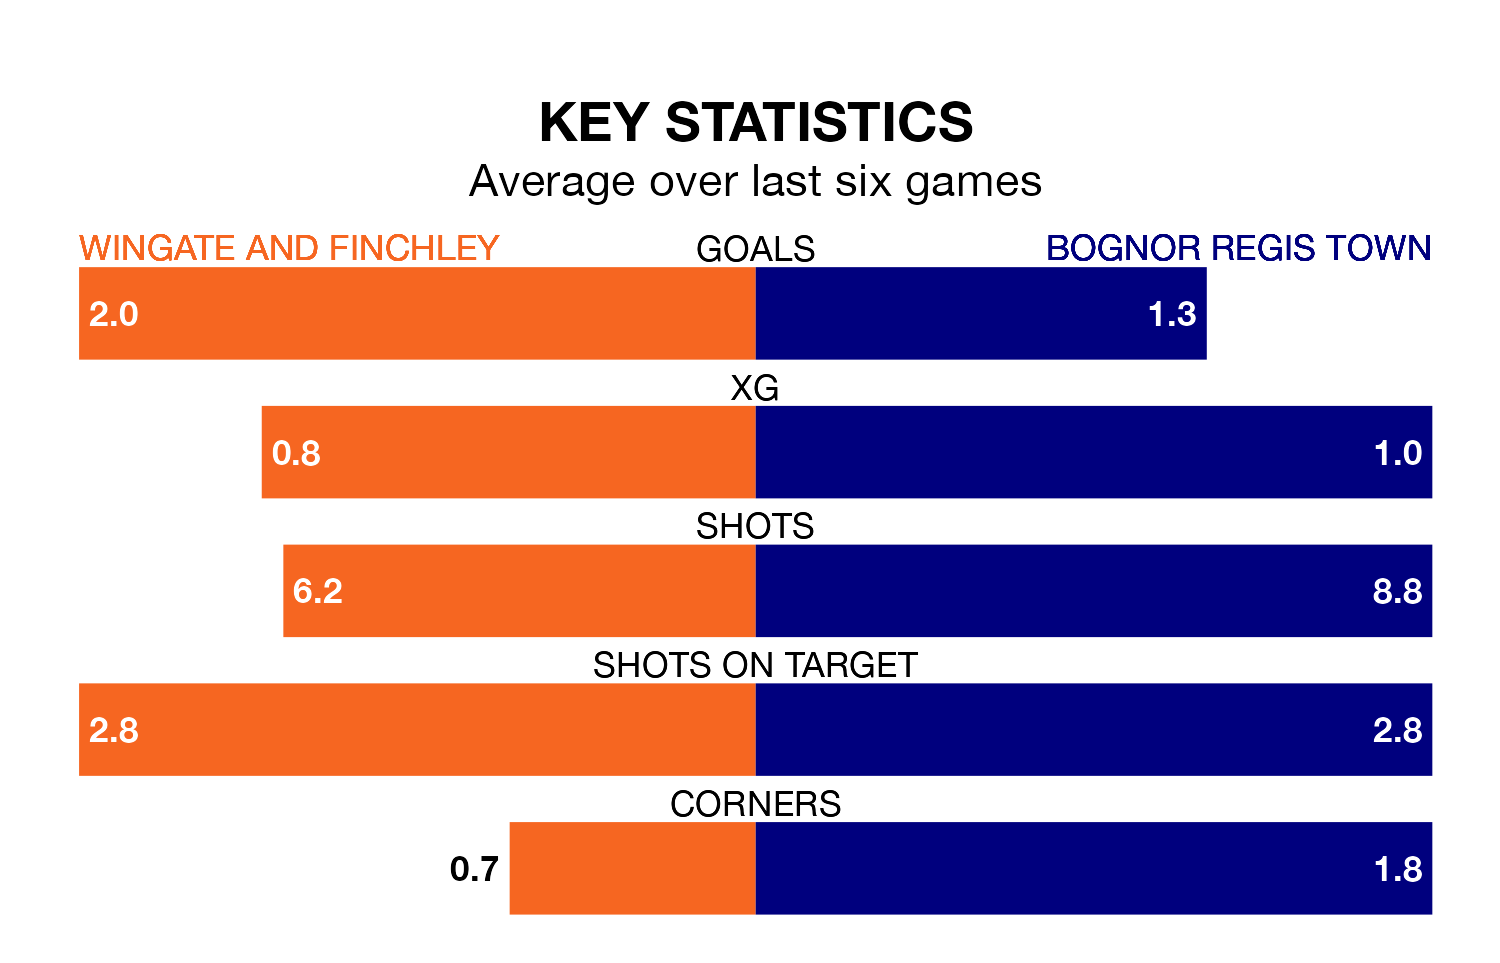 KEY STATISTICS
Average over last six games
WINGATE AND FINCHLEY GOALS BOGNOR REGIS TOWN
2.0 1.3
XG
0.8 1.0
SHOTS
6.2 8.8
SHOTS ON TARGET
2.8 2.8
CORNERS
0.7 1.8